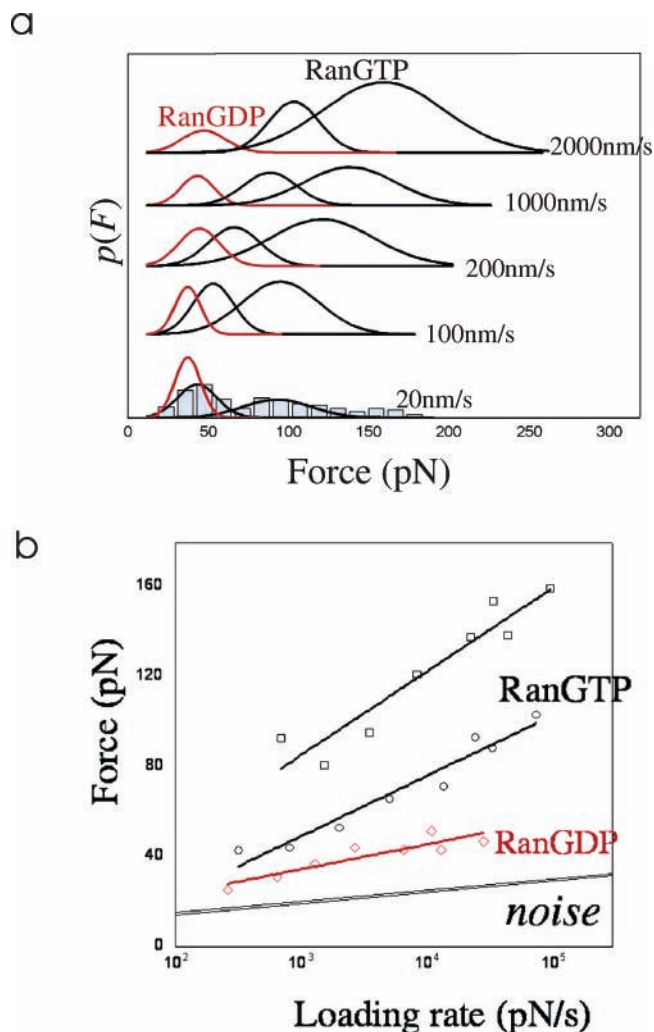 a
RanGTP
RanGDP
2000nm/s
1000nm/s
200nm/s
100nm/s
20nm/s
p(F)
0 50 100 150 200 250 300
Force (pN)
b
160
120
80
40
0
Force (pN)
RanGTP
RanGDP
noise
10² 10³ 10⁴ 10⁵
Loading rate (pN/s)